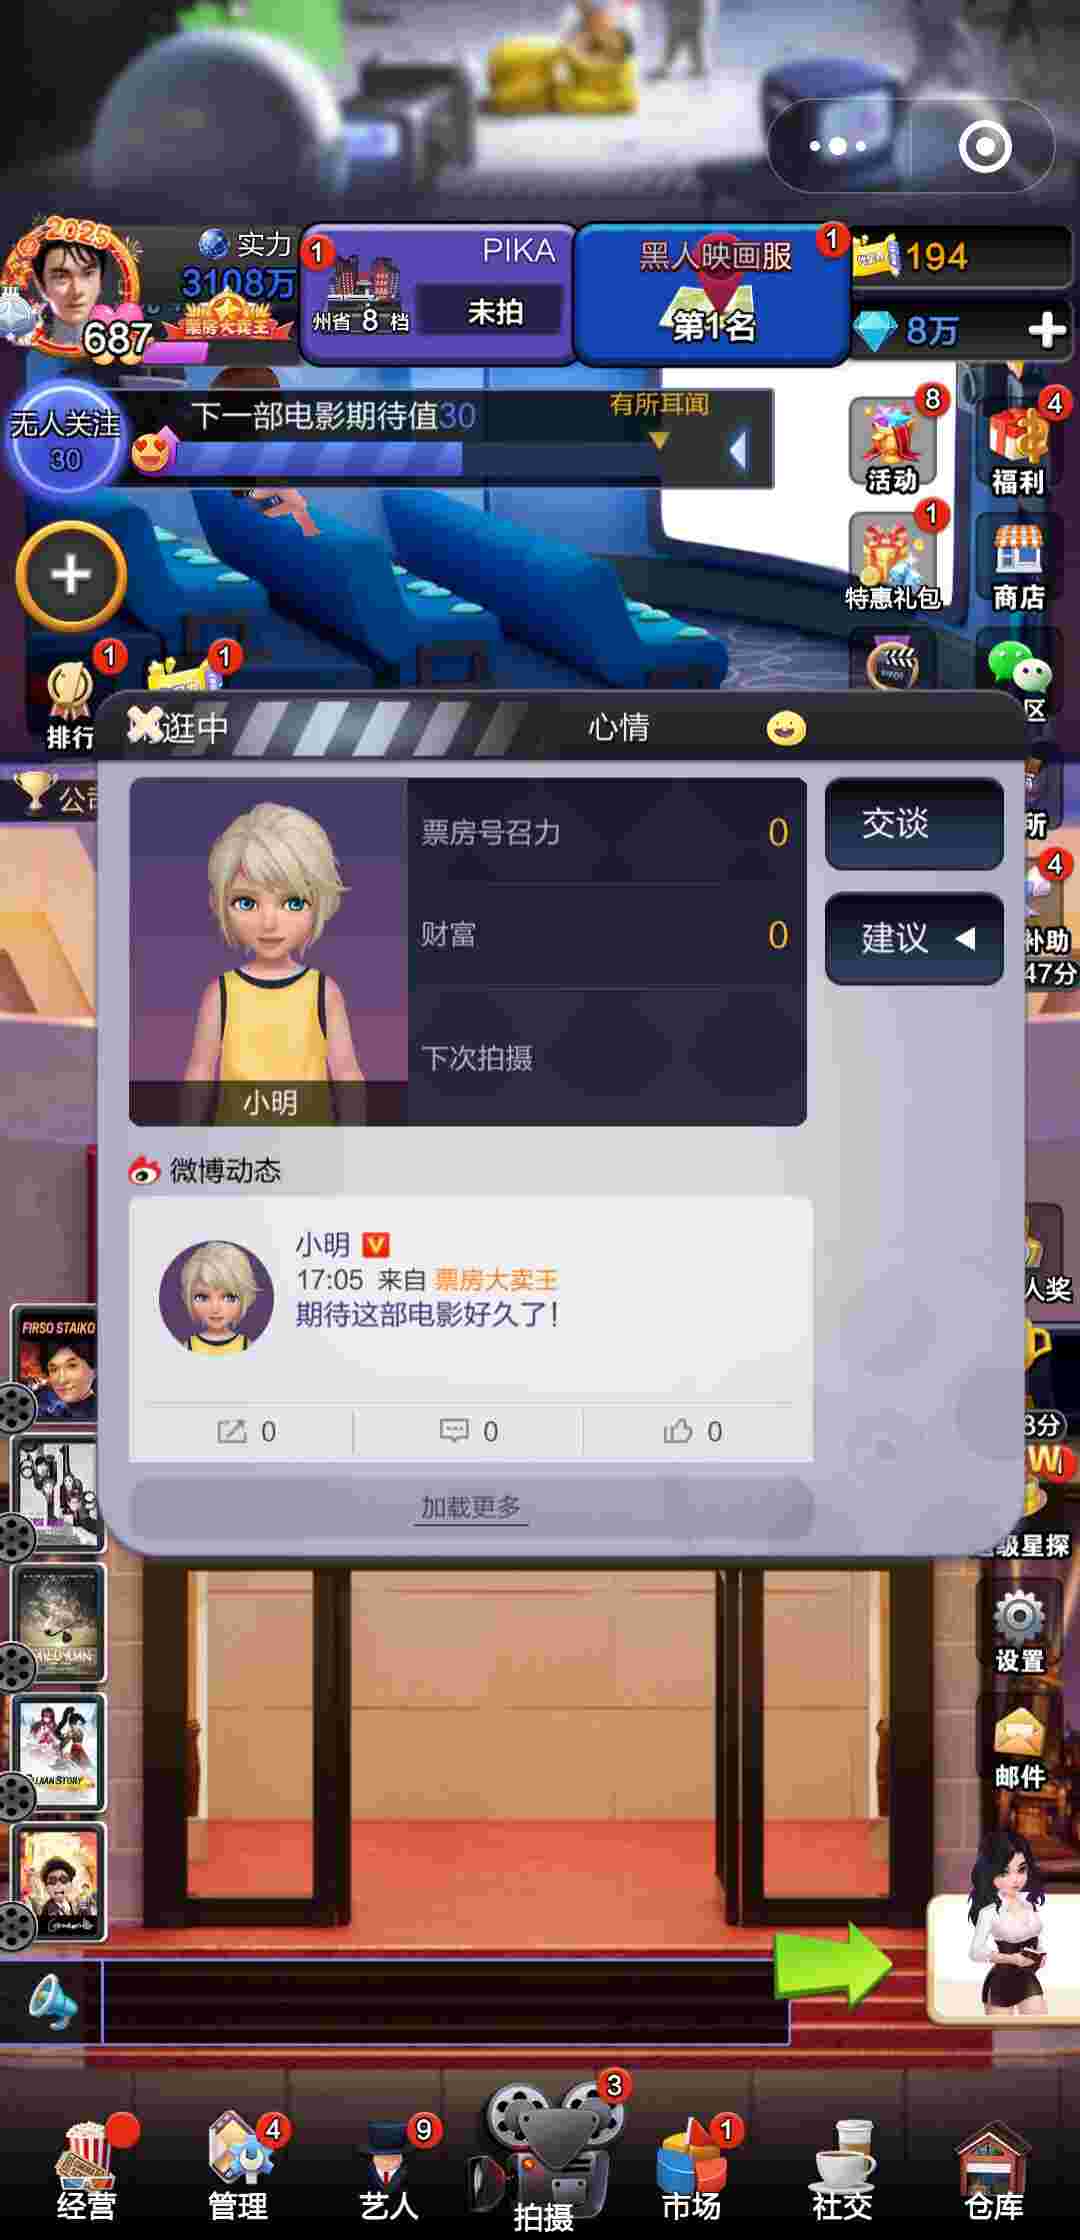 2025
实力
3108万
687
票房大卖王
1
PIKA
州省 8 档
未拍
黑人映画服
第1名
1
194
8万
无人关注
30
下一部电影期待值30
有所耳闻
8
活动
4
福利
1
特惠礼包
商店
1
排行
1
区
逛中
心情
公司
小明
票房号召力
0
财富
0
下次拍摄
交谈
建议
所
4
补助
47分
微博动态
小明
17:05 来自 票房大卖王
期待这部电影好久了!
0
0
0
加载更多
人奖
FIRSO STAIKO
3分
级星探
设置
邮件
经营
4
管理
9
艺人
3
拍摄
1
市场
社交
仓库